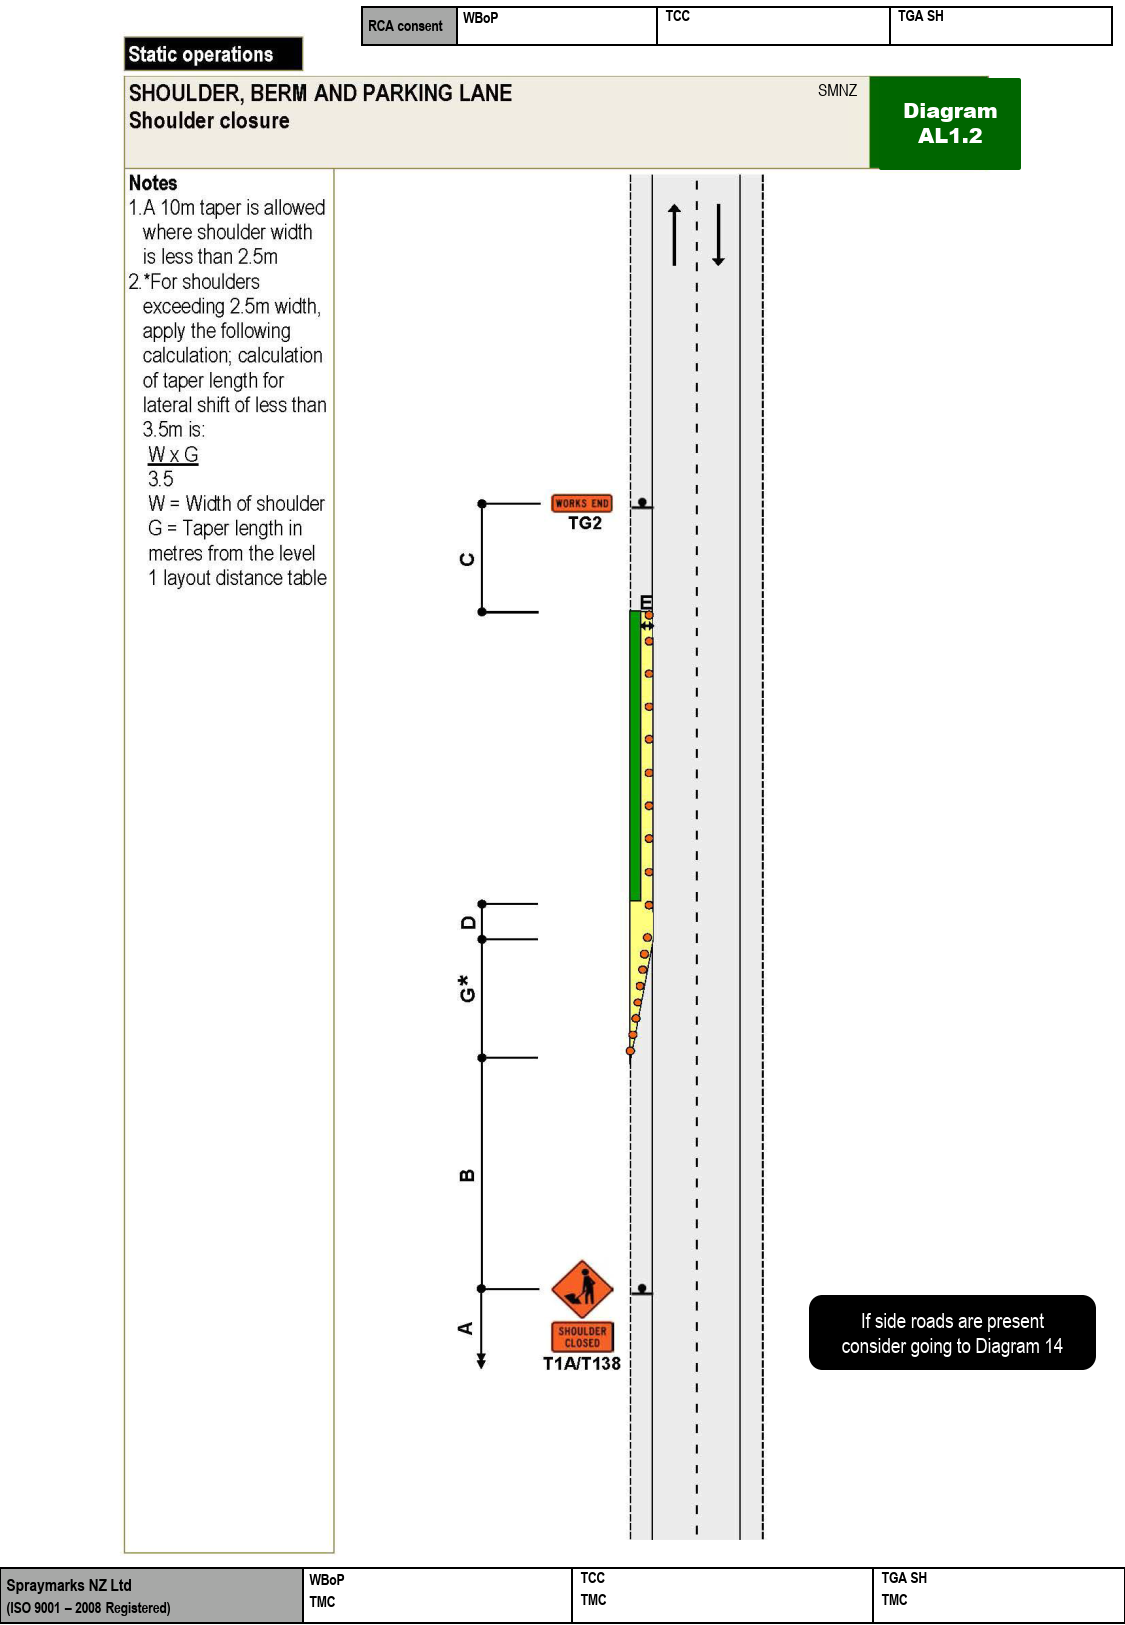 RCA consent
WBoP
TCC
TGA SH
Static operations
SHOULDER, BERM AND PARKING LANE
Shoulder closure
SMNZ
Diagram
AL1.2
Notes
1.A 10m taper is allowed
where shoulder width
is less than 2.5m
2.*For shoulders
exceeding 2.5m width,
apply the following
calculation; calculation
of taper length for
lateral shift of less than
3.5m is:
W x G
3.5
W = Width of shoulder
G = Taper length in
metres from the level
1 layout distance table
WORKS END
TG2
C
E
D
G*
B
A
SHOULDER
CLOSED
T1A/T138
If side roads are present
consider going to Diagram 14
Spraymarks NZ Ltd
(ISO 9001 – 2008 Registered)
WBoP
TMC
TCC
TMC
TGA SH
TMC